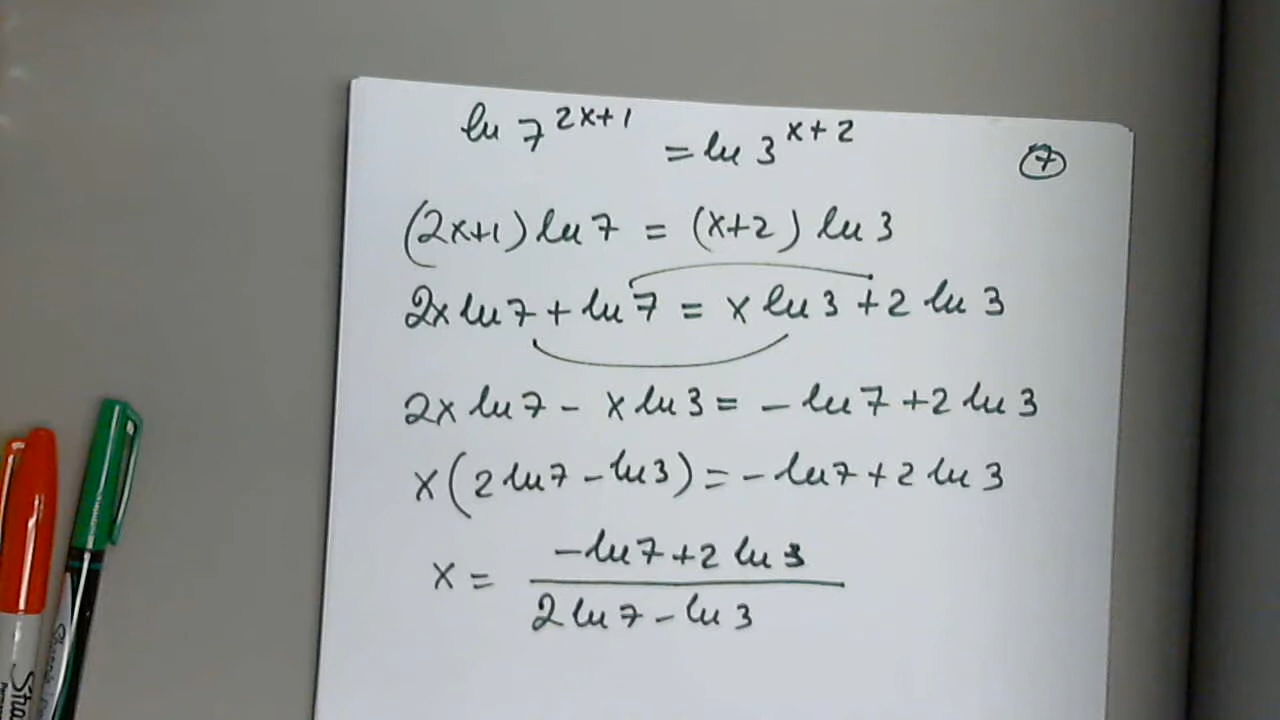 ln 7^{2x+1} = ln 3^{x+2}
7
(2x+1) ln 7 = (x+2) ln 3
2x ln 7 + ln 7 = x ln 3 + 2 ln 3
2x ln 7 - x ln 3 = - ln 7 + 2 ln 3
x(2 ln 7 - ln 3) = - ln 7 + 2 ln 3
x = \frac{-ln 7 + 2 ln 3}{2 ln 7 - ln 3}